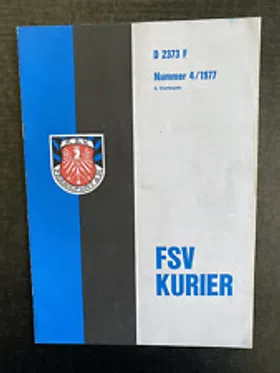 D 2373 F
Nummer 4/1977
FSV
KURIER